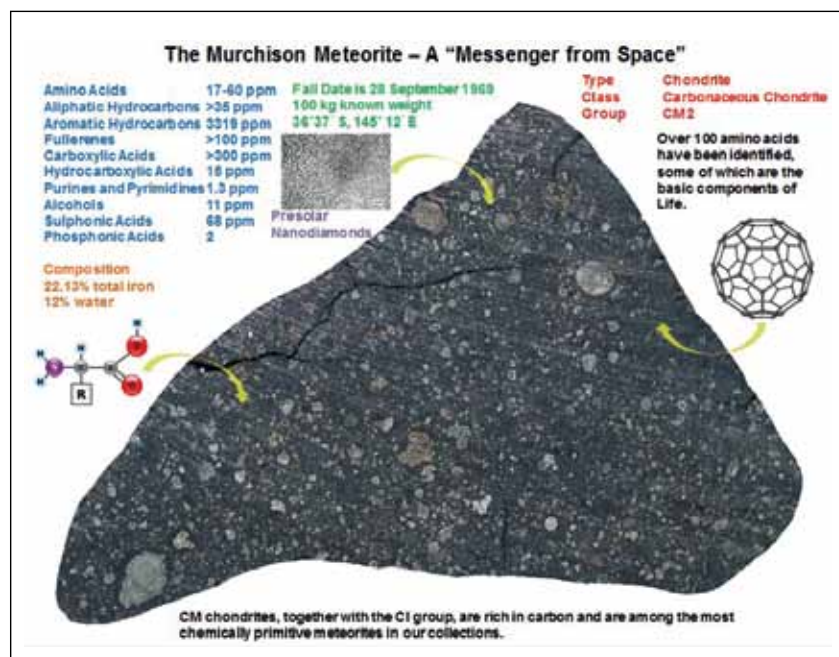 The Murchison Meteorite – A “Messenger from Space”
Amino Acids 17-60 ppm
Aliphatic Hydrocarbons >35 ppm
Aromatic Hydrocarbons 3319 ppm
Fullerenes >100 ppm
Carboxylic Acids >300 ppm
Hydrocarboxylic Acids 15 ppm
Purines and Pyrimidines 1.3 ppm
Alcohols 11 ppm
Sulphonic Acids 68 ppm
Phosphonic Acids 2
Fall Date is 28 September 1969
100 kg known weight
36°37` S, 145° 12` E
Presolar
Nanodiamonds
Type Chondrite
Class Carbonaceous Chondrite
Group CM2
Over 100 amino acids
have been identified,
some of which are the
basic components of
Life.
Composition
22.13% total iron
12% water
H
H
H
R
CM chondrites, together with the CI group, are rich in carbon and are among the most
chemically primitive meteorites in our collections.